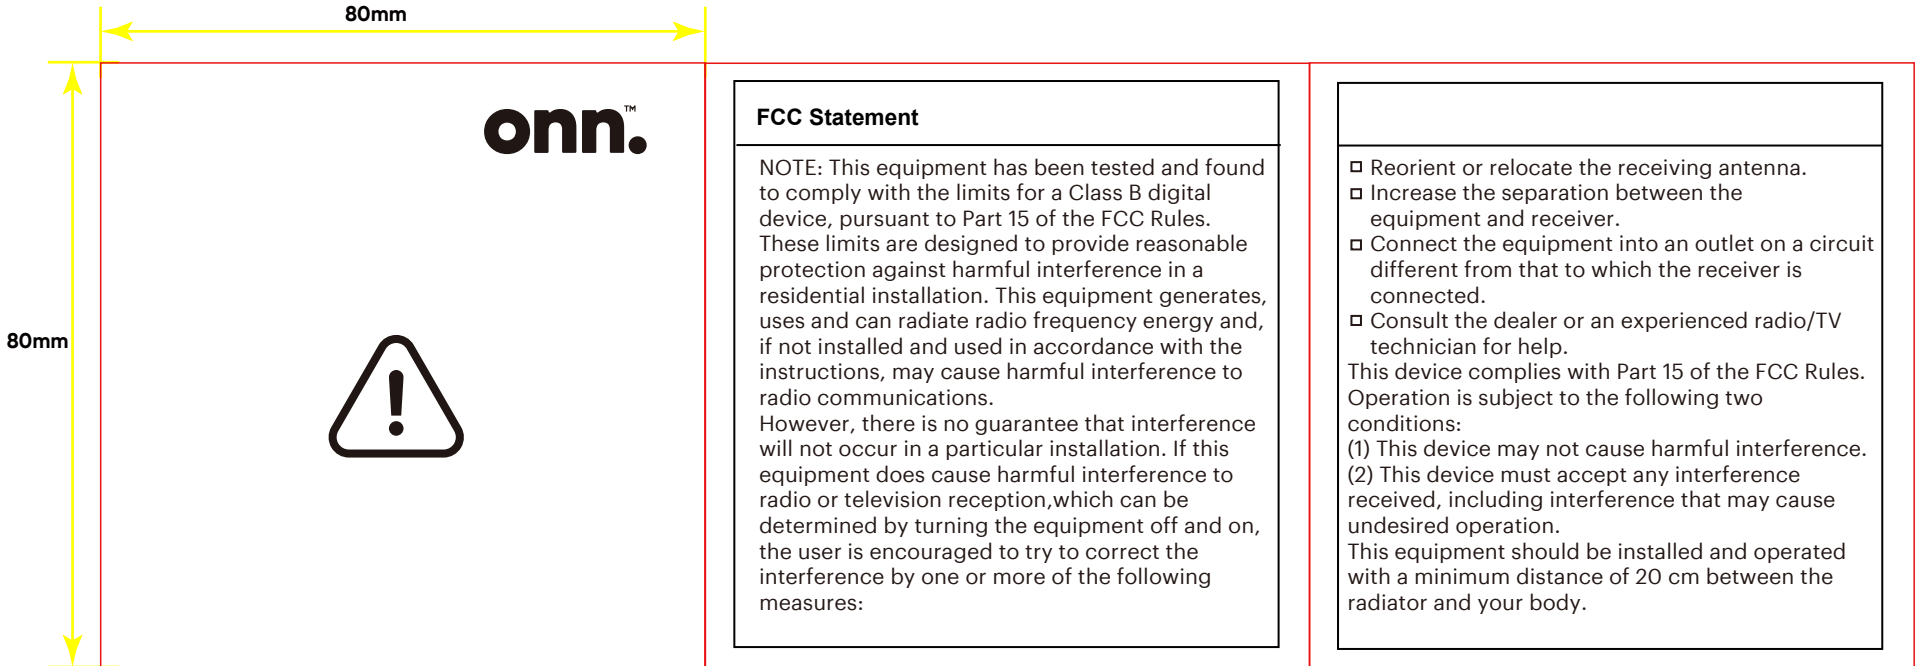 80mm
80mm
onn.™
FCC Statement
NOTE: This equipment has been tested and found
to comply with the limits for a Class B digital
device, pursuant to Part 15 of the FCC Rules.
These limits are designed to provide reasonable
protection against harmful interference in a
residential installation. This equipment generates,
uses and can radiate radio frequency energy and,
if not installed and used in accordance with the
instructions, may cause harmful interference to
radio communications.
However, there is no guarantee that interference
will not occur in a particular installation. If this
equipment does cause harmful interference to
radio or television reception,which can be
determined by turning the equipment off and on,
the user is encouraged to try to correct the
interference by one or more of the following
measures:
Reorient or relocate the receiving antenna.
Increase the separation between the
equipment and receiver.
Connect the equipment into an outlet on a circuit
different from that to which the receiver is
connected.
Consult the dealer or an experienced radio/TV
technician for help.
This device complies with Part 15 of the FCC Rules.
Operation is subject to the following two
conditions:
(1) This device may not cause harmful interference.
(2) This device must accept any interference
received, including interference that may cause
undesired operation.
This equipment should be installed and operated
with a minimum distance of 20 cm between the
radiator and your body.